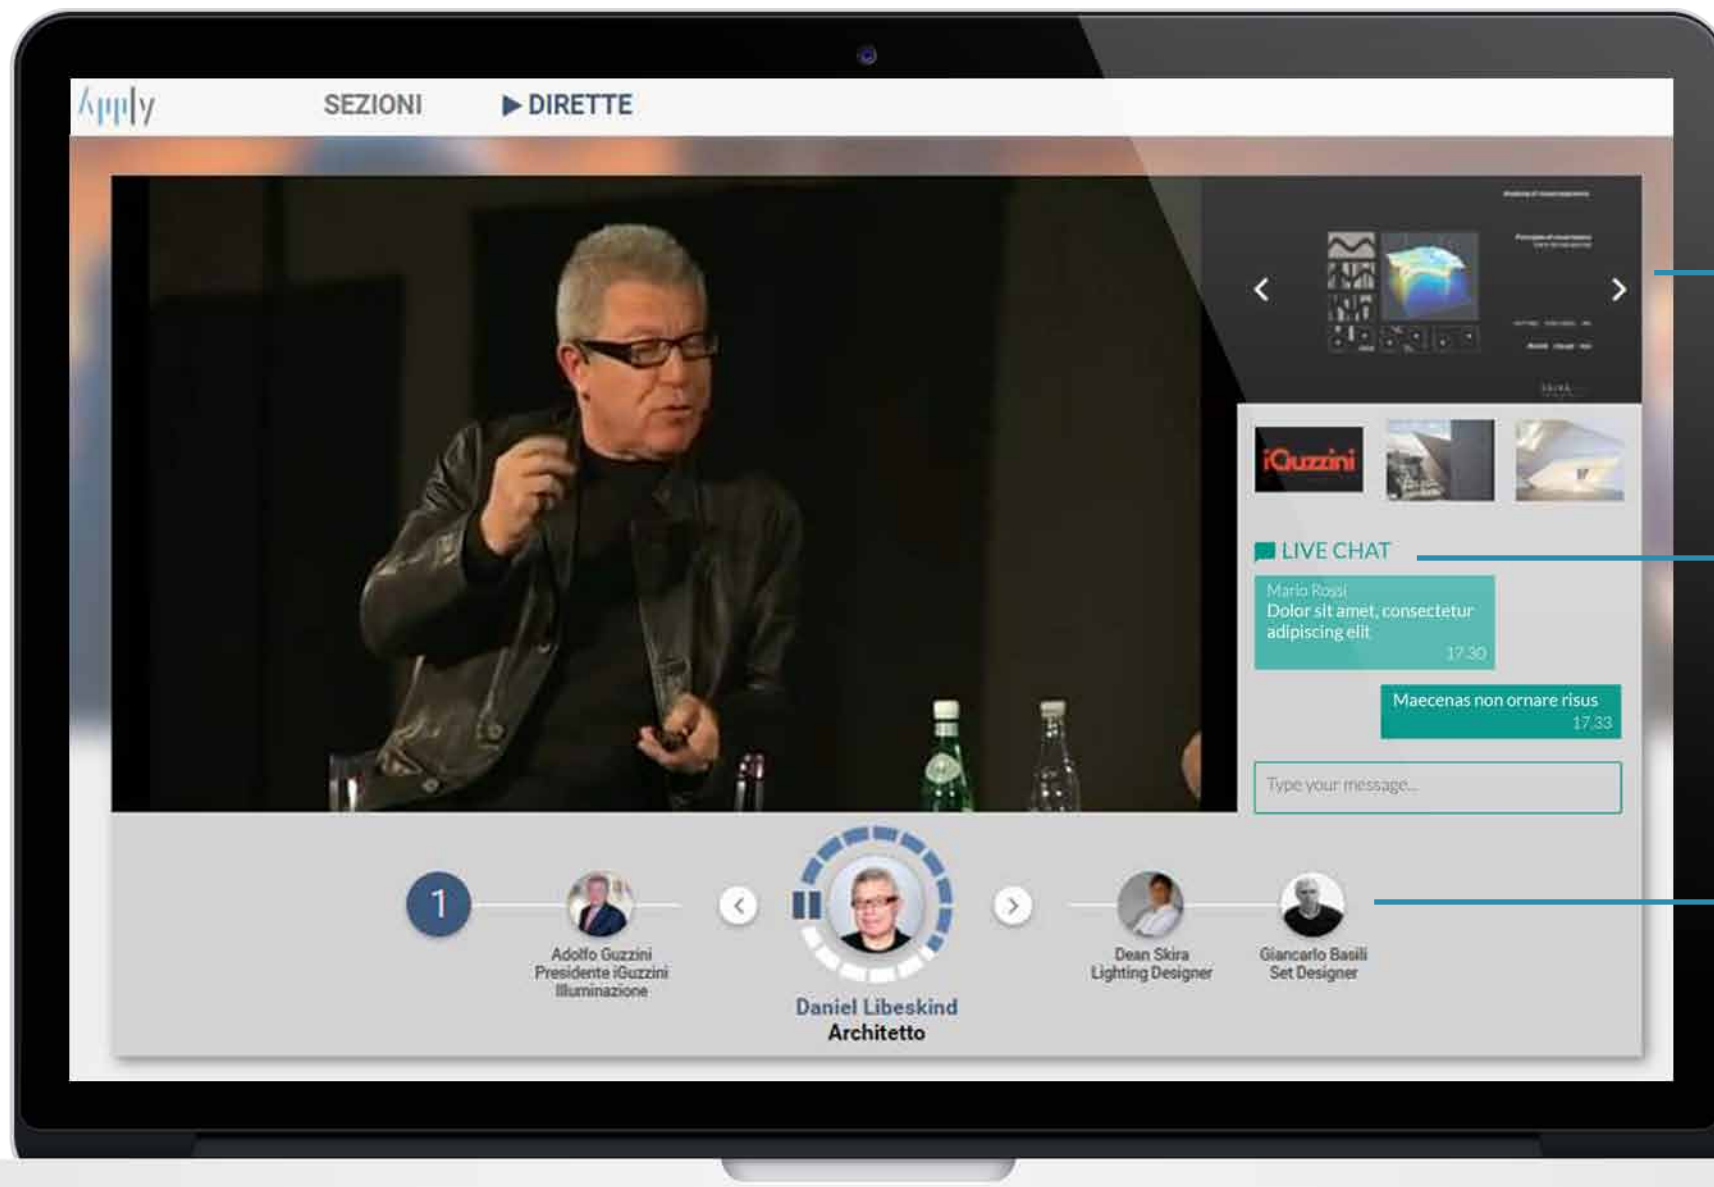 Apply
SEZIONI
DIRETTE
iGuzzini
LIVE CHAT
Mario Rossi
Dolor sit amet, consectetur
adipiscing elit
17.30
Maecenas non ornare risus
17.33
Type your message...
1
Adolfo Guzzini
Presidente iGuzzini
Illuminazione
Daniel Libeskind
Architetto
Dean Skira
Lighting Designer
Giancarlo Basili
Set Designer